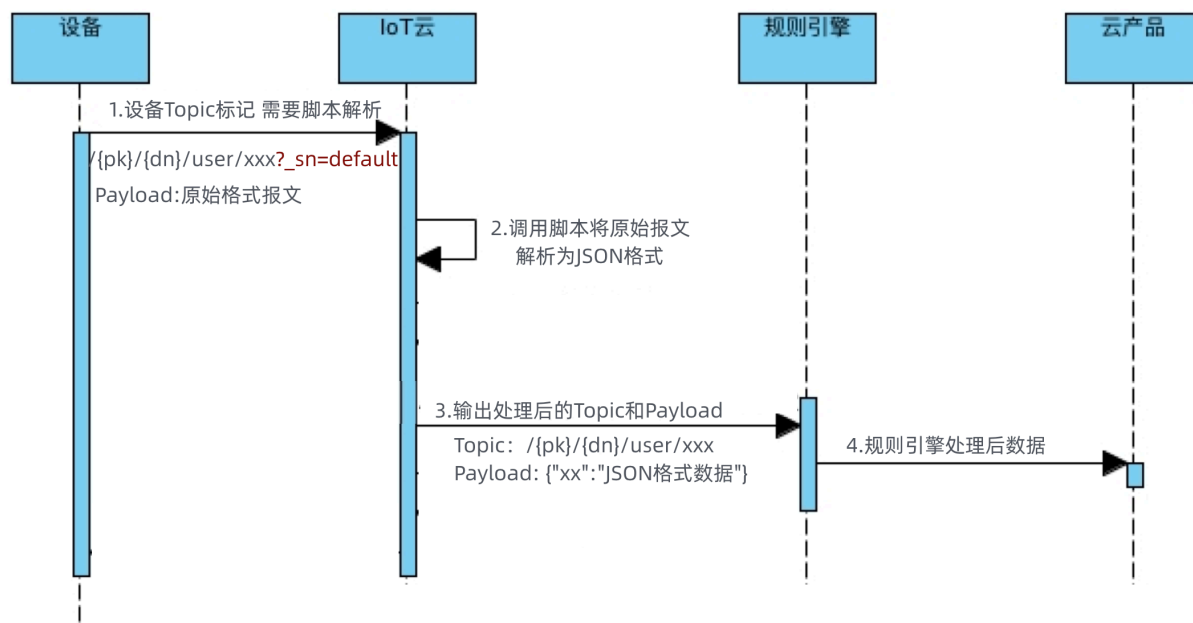 设备
IoT云
规则引擎
云产品
1.设备Topic标记 需要脚本解析
/{pk}/{dn}/user/xxx?_sn=default
Payload:原始格式报文
2.调用脚本将原始报文
解析为JSON格式
3.输出处理后的Topic和Payload
Topic: /{pk}/{dn}/user/xxx
Payload: {"xx":"JSON格式数据"}
4.规则引擎处理后数据